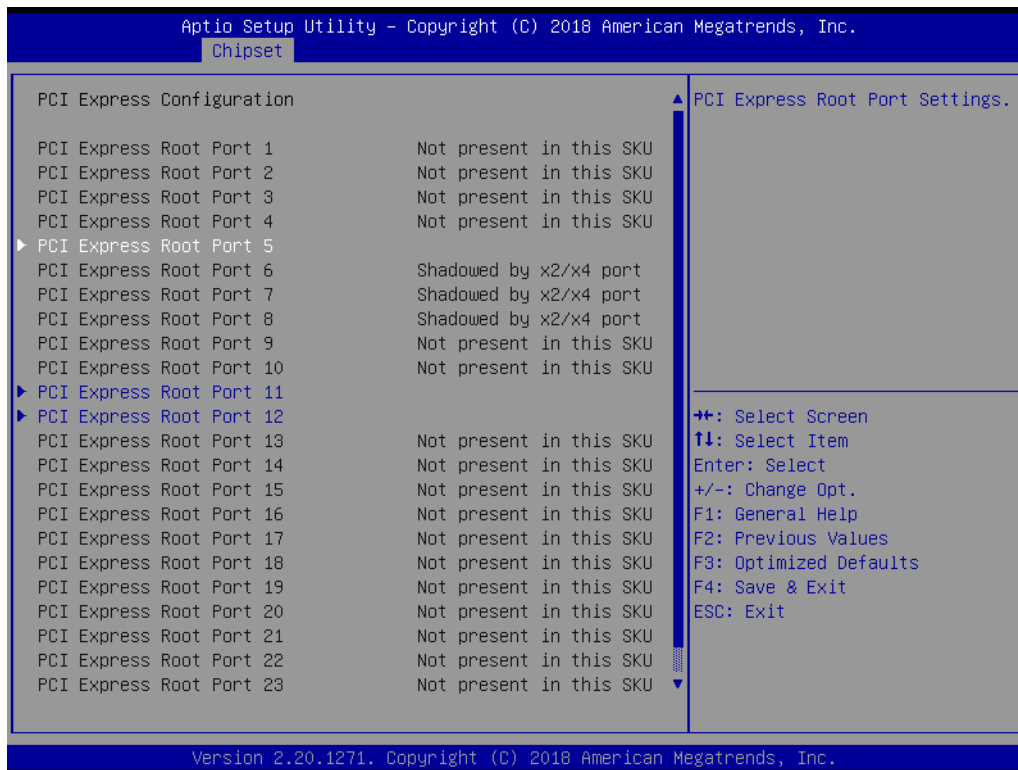 Aptio Setup Utility – Copyright (C) 2018 American Megatrends, Inc.
Chipset
PCI Express Configuration
PCI Express Root Port 1 Not present in this SKU
PCI Express Root Port 2 Not present in this SKU
PCI Express Root Port 3 Not present in this SKU
PCI Express Root Port 4 Not present in this SKU
PCI Express Root Port 5
PCI Express Root Port 6 Shadowed by x2/x4 port
PCI Express Root Port 7 Shadowed by x2/x4 port
PCI Express Root Port 8 Shadowed by x2/x4 port
PCI Express Root Port 9 Not present in this SKU
PCI Express Root Port 10 Not present in this SKU
PCI Express Root Port 11
PCI Express Root Port 12
PCI Express Root Port 13 Not present in this SKU
PCI Express Root Port 14 Not present in this SKU
PCI Express Root Port 15 Not present in this SKU
PCI Express Root Port 16 Not present in this SKU
PCI Express Root Port 17 Not present in this SKU
PCI Express Root Port 18 Not present in this SKU
PCI Express Root Port 19 Not present in this SKU
PCI Express Root Port 20 Not present in this SKU
PCI Express Root Port 21 Not present in this SKU
PCI Express Root Port 22 Not present in this SKU
PCI Express Root Port 23 Not present in this SKU
PCI Express Root Port Settings.
→←: Select Screen
↑↓: Select Item
Enter: Select
+/-: Change Opt.
F1: General Help
F2: Previous Values
F3: Optimized Defaults
F4: Save & Exit
ESC: Exit
Version 2.20.1271. Copyright (C) 2018 American Megatrends, Inc.